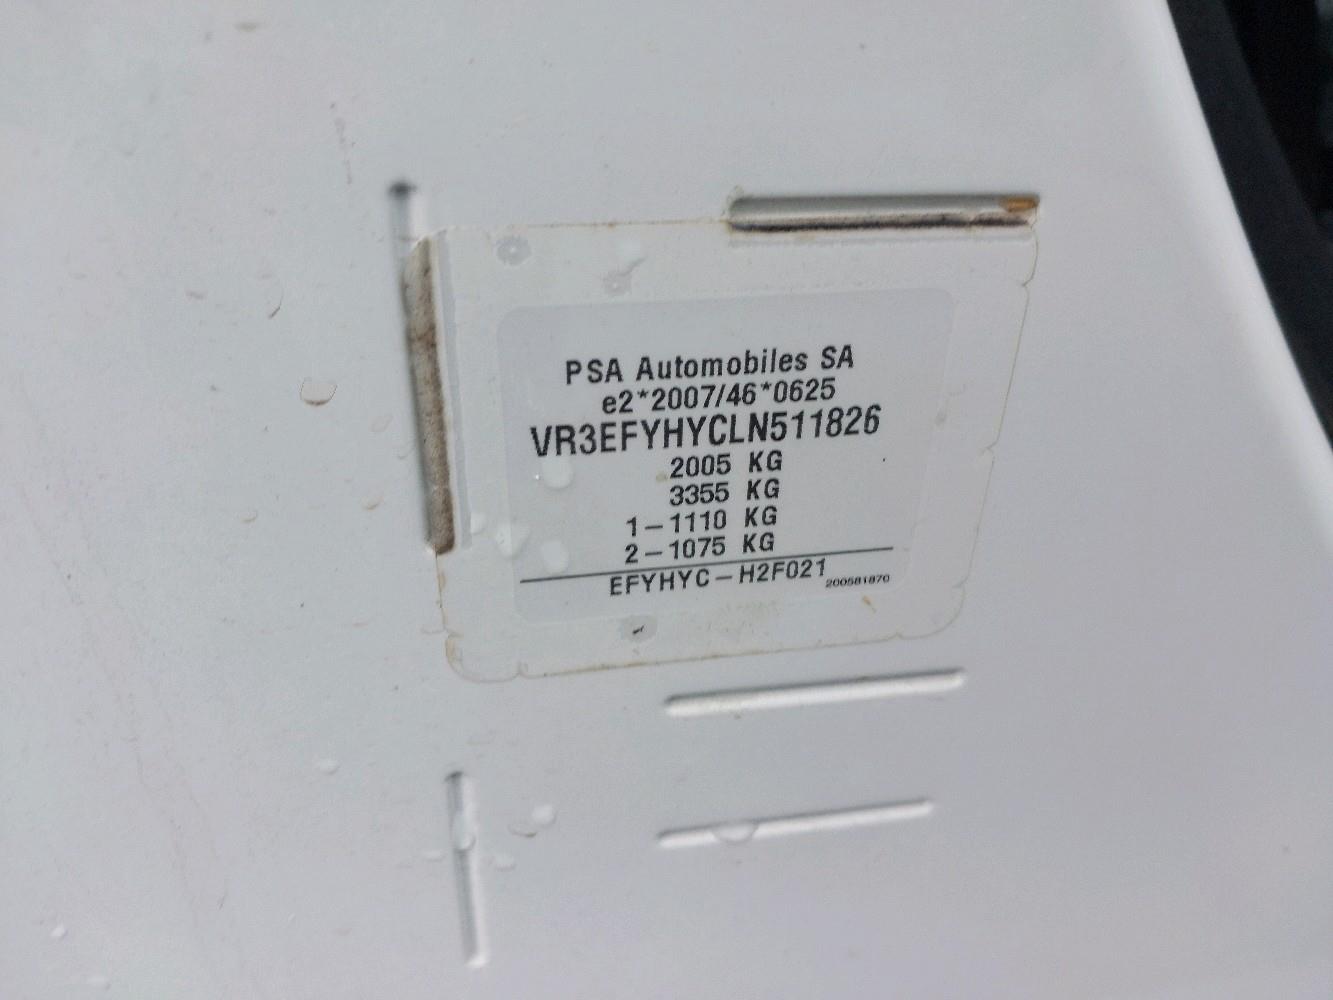 PSA Automobiles SA
e2*2007/46*0625
VR3EFYHYCLN511826
2005 KG
3355 KG
1-1110 KG
2-1075 KG
EFYHYC-H2F021
200581870